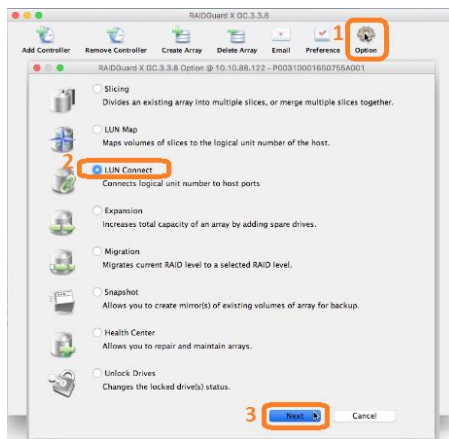 RAIDGuard X GC.3.3.8
1
Add Controller Remove Controller Create Array Delete Array Email Preference Option
RAIDGuard X GC.3.3.8 Option @ 10.10.88.122 - P00310001650755A001
Slicing
Divides an existing array into multiple slices, or merge multiple slices together.
LUN Map
Maps volumes of slices to the logical unit number of the host.
2
LUN Connect
Connects logical unit number to host ports
Expansion
Increases total capacity of an array by adding spare drives.
Migration
Migrates current RAID level to a selected RAID level.
Snapshot
Allows you to create mirror(s) of existing volumes of array for backup.
Health Center
Allows you to repair and maintain arrays.
Unlock Drives
Changes the locked drive(s) status.
3 Next Cancel